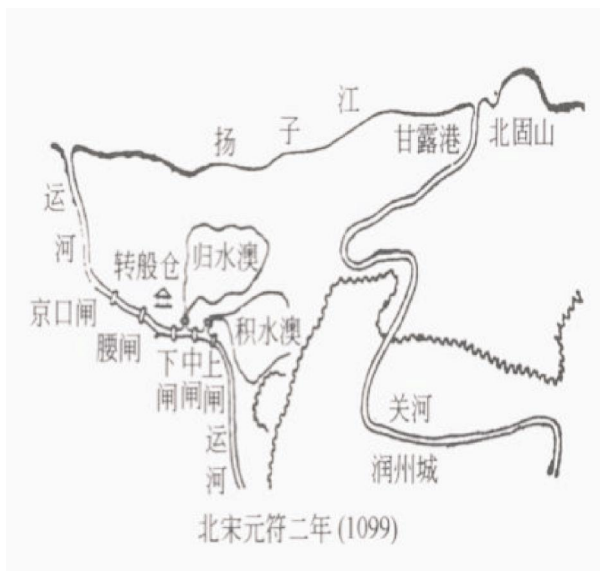 扬子江
甘露港
北固山
运河
转般仓
归水澳
京口闸
积水澳
腰闸
下闸
中闸
上闸
运河
关河
润州城
北宋元符二年(1099)